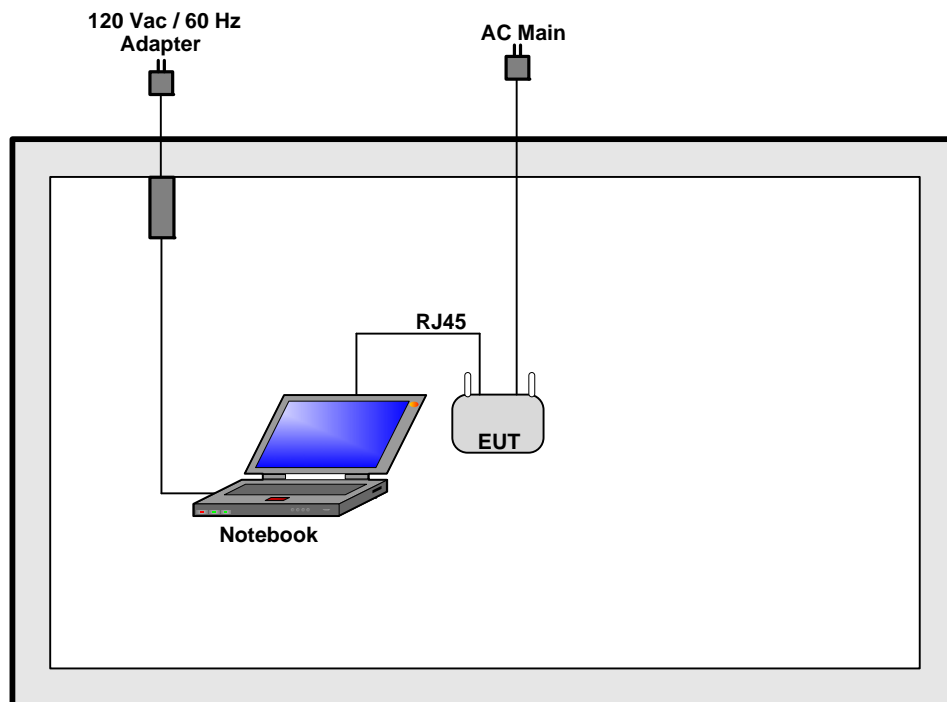 120 Vac / 60 Hz
Adapter
AC Main
RJ45
EUT
Notebook